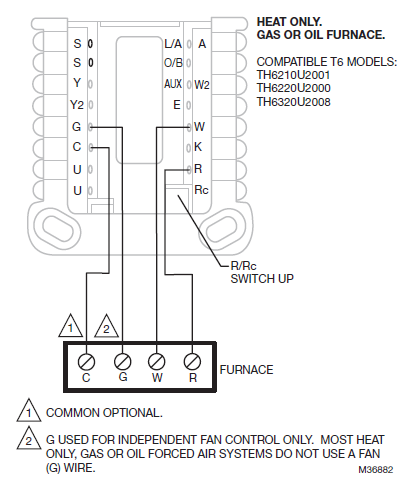 HEAT ONLY.
GAS OR OIL FURNACE.
COMPATIBLE T6 MODELS:
TH6210U2001
TH6220U2000
TH6320U2008
S L/A A
S O/B
Y AUX W2
Y2 E
G W
C K
U R
U Rc
R/Rc
SWITCH UP
1 2
C G W R
FURNACE
1 COMMON OPTIONAL.
2 G USED FOR INDEPENDENT FAN CONTROL ONLY. MOST HEAT
ONLY, GAS OR OIL FORCED AIR SYSTEMS DO NOT USE A FAN
(G) WIRE.
M36882